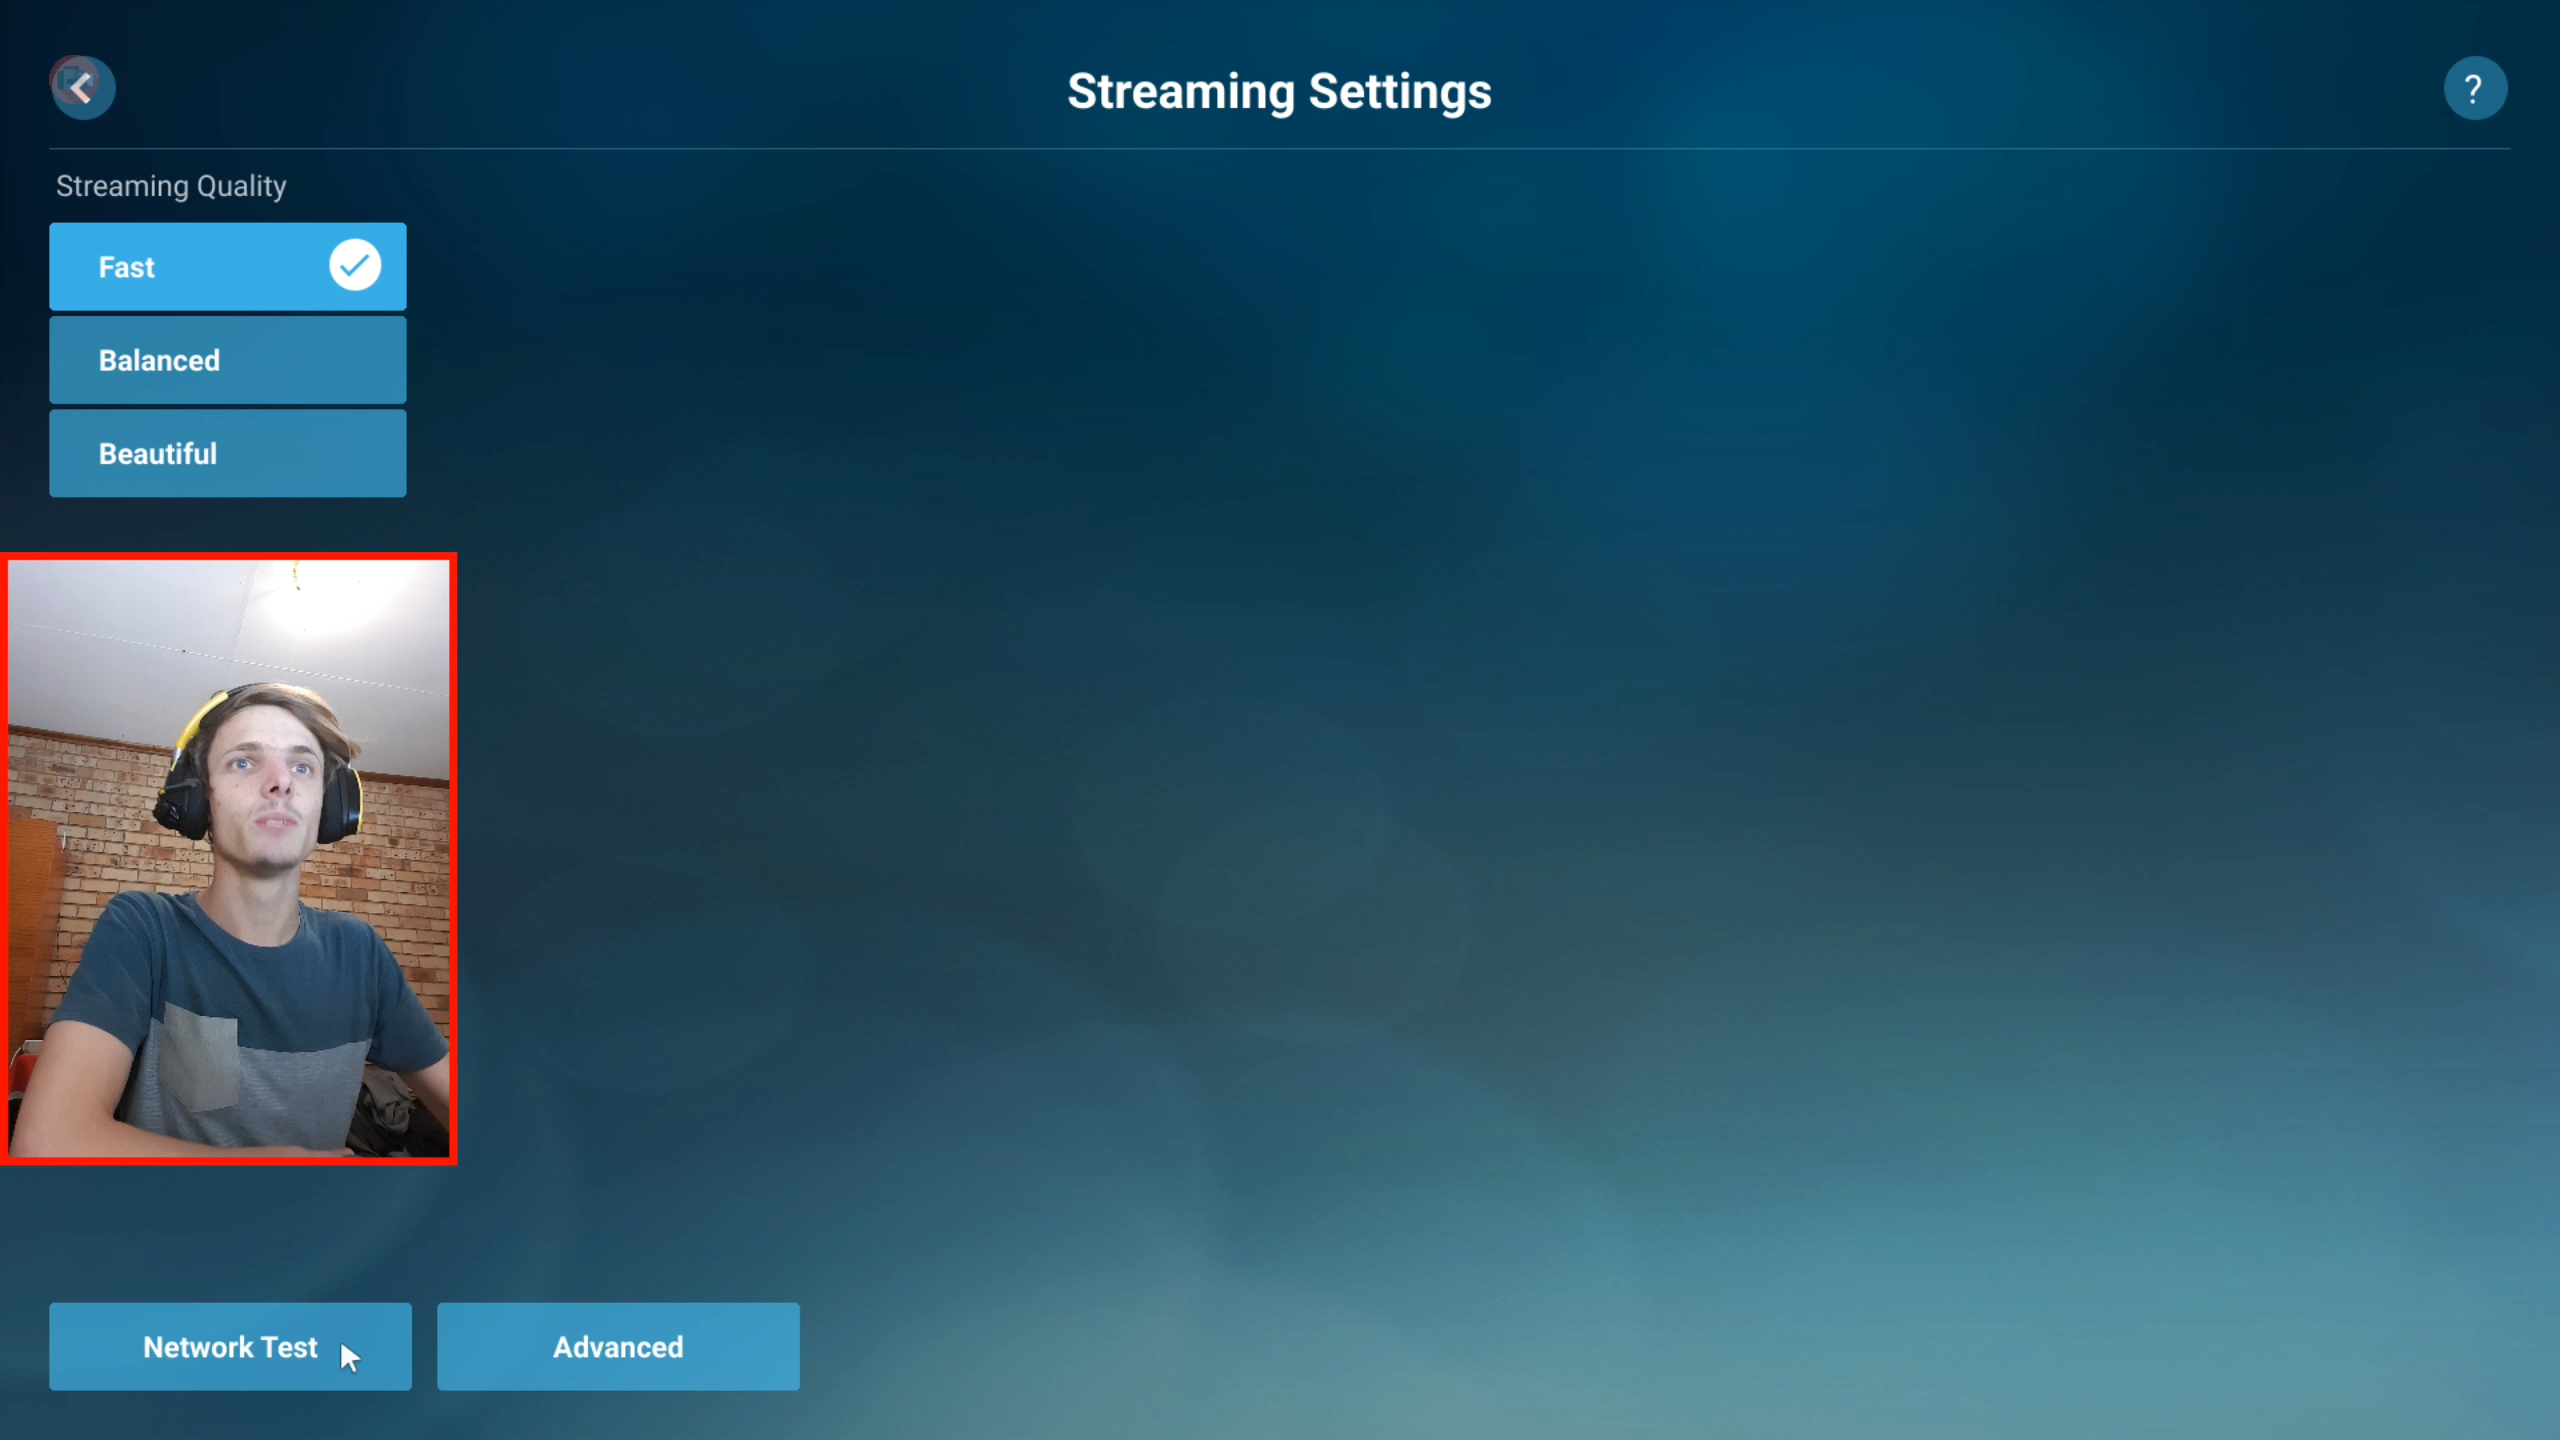 Streaming Settings
?
Streaming Quality
Fast
Balanced
Beautiful
Network Test
Advanced